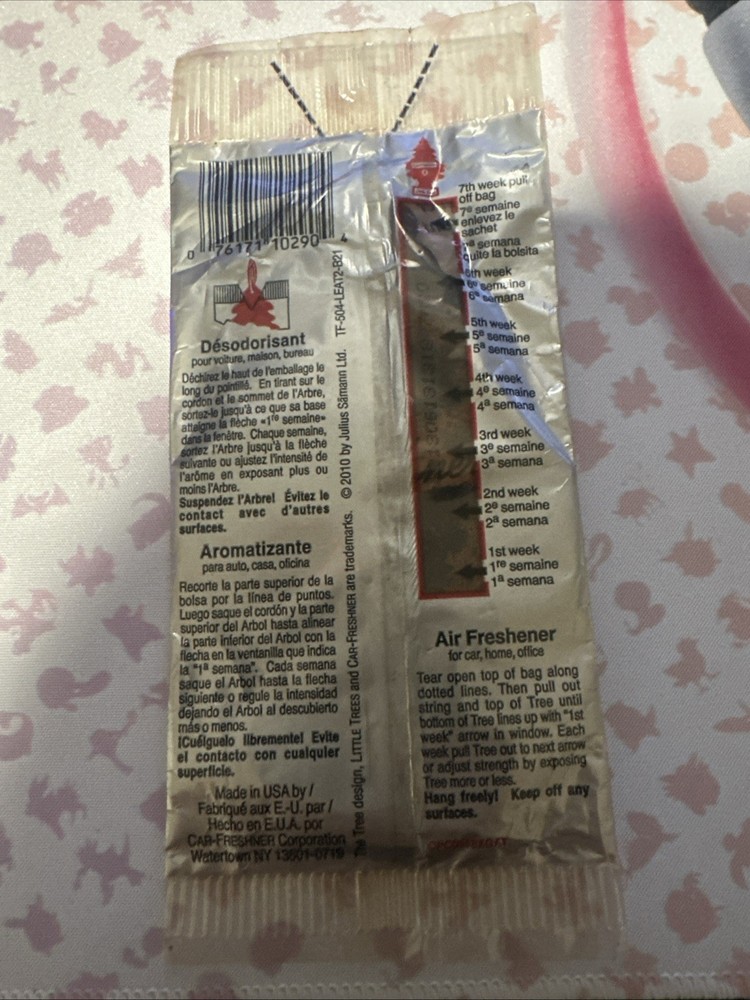 0 76171 10290 4
Désodorisant
pour voiture, maison, bureau
Déchirez le haut de l'emballage le
long du pointillé. En tirant sur le
cordon et le sommet de l'Arbre,
sortez-le jusqu'à ce que sa base
atteigne la flèche «1re semaine»
dans la fenêtre. Chaque semaine,
sortez l'Arbre jusqu'à la flèche
suivante ou ajustez l'intensité de
l'arôme en exposant plus ou
moins l'Arbre.
Suspendez l'Arbre! Évitez le
contact avec d'autres
surfaces.
Aromatizante
para auto, casa, oficina
Recorte la parte superior de la
bolsa por la línea de puntos.
Luego saque el cordón y la parte
superior del Arbol hasta alinear
la parte inferior del Arbol con la
flecha en la ventanilla que indica
la "1ª semana". Cada semana
saque el Arbol hasta la flecha
siguiente o regule la intensidad
dejando el Arbol al descubierto
más o menos.
¡Cuélguelo libremente! Evite
el contacto con cualquier
superficie.
Made in USA by /
Fabriqué aux E.-U. par /
Hecho en E.U.A. por
CAR-FRESHNER Corporation
Watertown NY 13601-0719
The Tree design, LITTLE TREES and CAR-FRESHNER are trademarks. © 2010 by Julius Sämann Ltd. TF-504-LEAT2-B21
7th week pull
off bag
7e semaine
enlevez le
sachet
7ª semana
quite la bolsita
6th week
6e semaine
6ª semana
5th week
5e semaine
5ª semana
4th week
4e semaine
4ª semana
3rd week
3e semaine
3ª semana
2nd week
2e semaine
2ª semana
1st week
1re semaine
1ª semana
Air Freshener
for car, home, office
Tear open top of bag along
dotted lines. Then pull out
string and top of Tree until
bottom of Tree lines up with "1st
week" arrow in window. Each
week pull Tree out to next arrow
or adjust strength by exposing
Tree more or less.
Hang freely! Keep off any
surfaces.